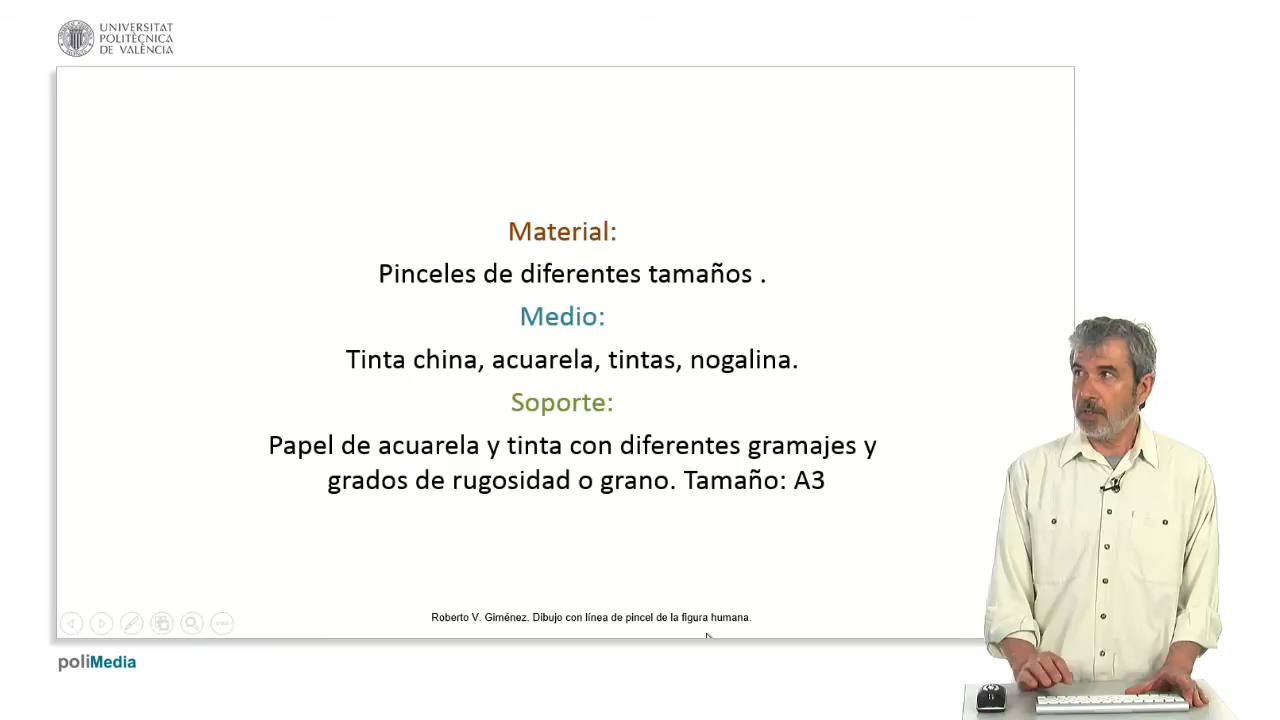 UNIVERSITAT
POLITÈCNICA
DE VALÈNCIA
Material:
Pinceles de diferentes tamaños .
Medio:
Tinta china, acuarela, tintas, nogalina.
Soporte:
Papel de acuarela y tinta con diferentes gramajes y
grados de rugosidad o grano. Tamaño: A3
Roberto V. Giménez. Dibujo con línea de pincel de la figura humana.
poliMedia